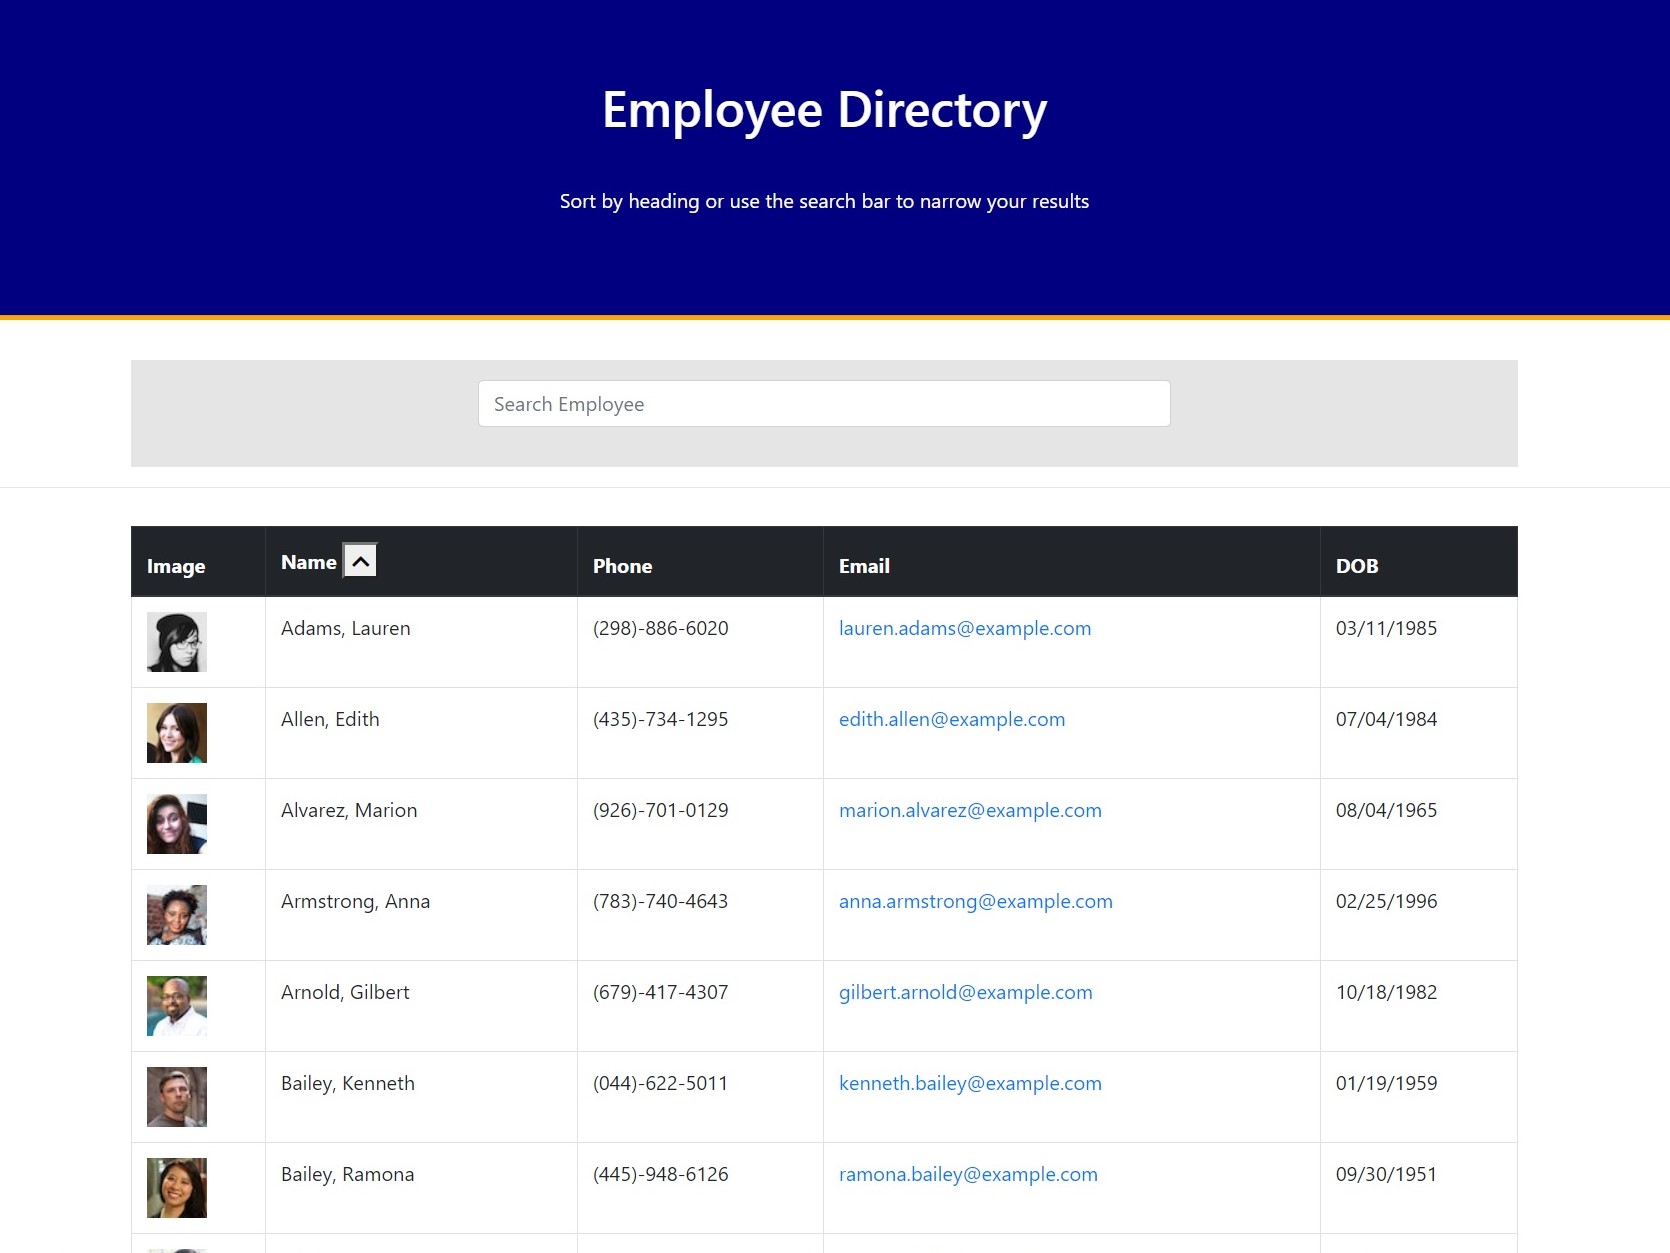 Employee Directory
Sort by heading or use the search bar to narrow your results
Search Employee
Image Name Phone Email DOB
Adams, Lauren (298)-886-6020 lauren.adams@example.com 03/11/1985
Allen, Edith (435)-734-1295 edith.allen@example.com 07/04/1984
Alvarez, Marion (926)-701-0129 marion.alvarez@example.com 08/04/1965
Armstrong, Anna (783)-740-4643 anna.armstrong@example.com 02/25/1996
Arnold, Gilbert (679)-417-4307 gilbert.arnold@example.com 10/18/1982
Bailey, Kenneth (044)-622-5011 kenneth.bailey@example.com 01/19/1959
Bailey, Ramona (445)-948-6126 ramona.bailey@example.com 09/30/1951